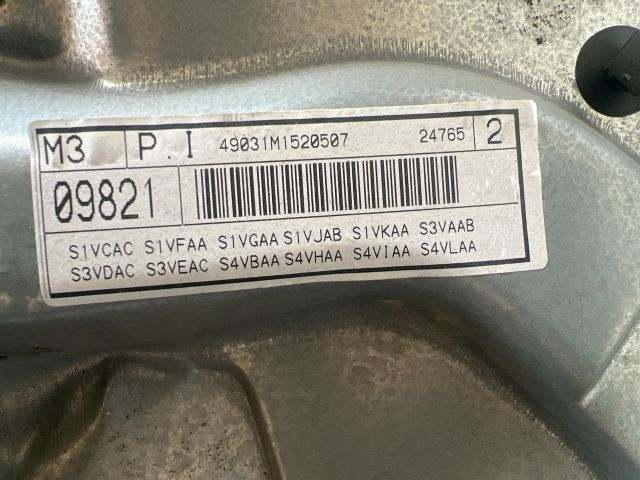 M3 P.I 49031M1520507 24765 2
09821
S1VCAC S1VFAA S1VGAA S1VJAB S1VKAA S3VAAB
S3VDAC S3VEAC S4VBAA S4VHAA S4VIAA S4VLAA